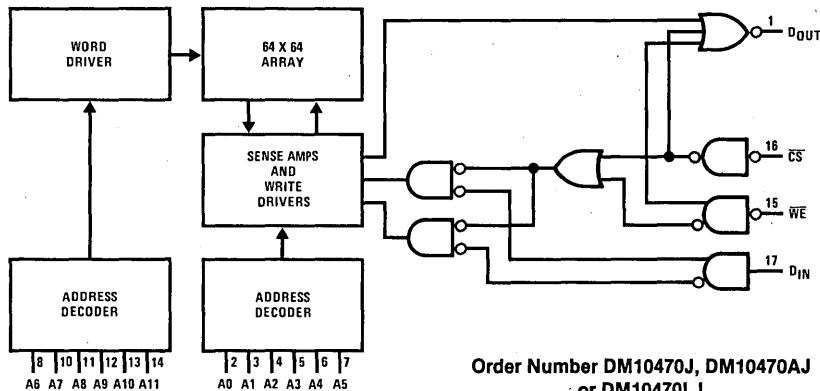 WORD
DRIVER
64 X 64
ARRAY
SENSE AMPS
AND
WRITE
DRIVERS
ADDRESS
DECODER
ADDRESS
DECODER
1 DOUT
16 CS
15 WE
17 DIN
8 10 11 12 13 14
A6 A7 A8 A9 A10 A11
2 3 4 5 6 7
A0 A1 A2 A3 A4 A5
Order Number DM10470J, DM10470AJ
or DM10470LJ